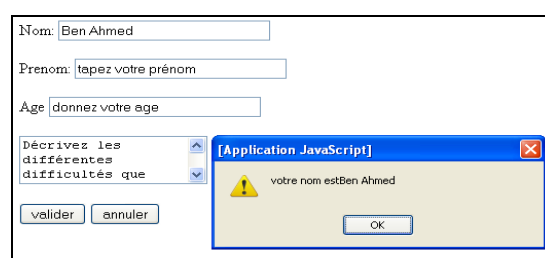 Nom: Ben Ahmed
Prenom: tapez votre prénom
Age donnez votre age
Décrivez les
différentes
difficultés que
valider annuler
[Application JavaScript]
votre nom estBen Ahmed
OK